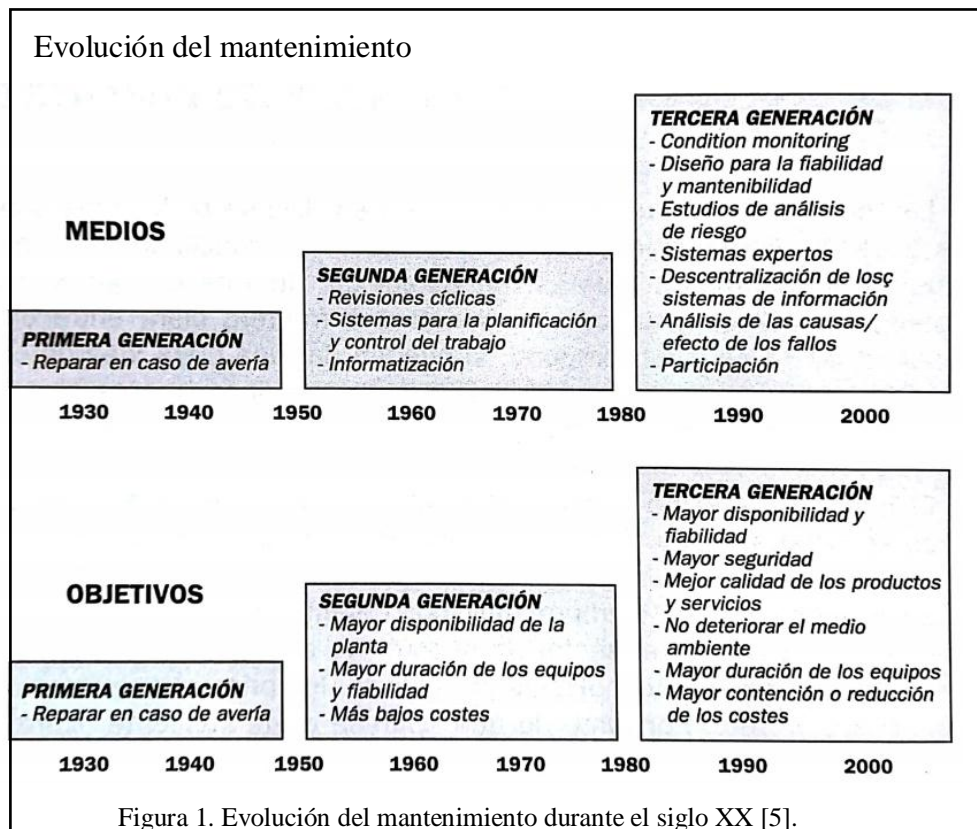 Evolución del mantenimiento
MEDIOS
PRIMERA GENERACIÓN
- Reparar en caso de avería
SEGUNDA GENERACIÓN
- Revisiones cíclicas
- Sistemas para la planificación
y control del trabajo
- Informatización
TERCERA GENERACIÓN
- Condition monitoring
- Diseño para la fiabilidad
y mantenibilidad
- Estudios de análisis
de riesgo
- Sistemas expertos
- Descentralización de losç
sistemas de información
- Análisis de las causas/
efecto de los fallos
- Participación
1930 1940 1950 1960 1970 1980 1990 2000
OBJETIVOS
PRIMERA GENERACIÓN
- Reparar en caso de avería
SEGUNDA GENERACIÓN
- Mayor disponibilidad de la
planta
- Mayor duración de los equipos
y fiabilidad
- Más bajos costes
TERCERA GENERACIÓN
- Mayor disponibilidad y
fiabilidad
- Mayor seguridad
- Mejor calidad de los productos
y servicios
- No deteriorar el medio
ambiente
- Mayor duración de los equipos
- Mayor contención o reducción
de los costes
1930 1940 1950 1960 1970 1980 1990 2000
Figura 1. Evolución del mantenimiento durante el siglo XX [5].